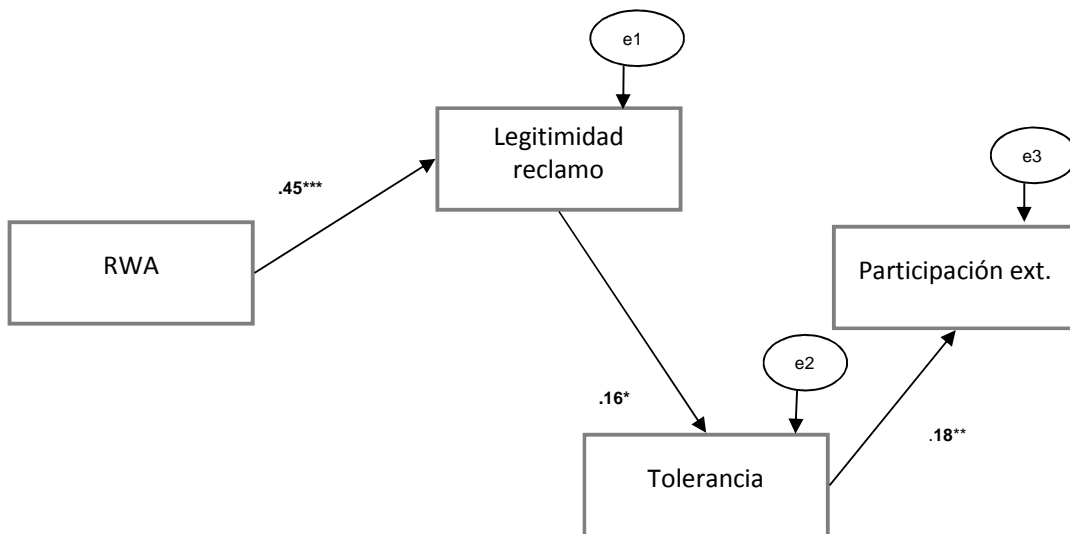 e1
Legitimidad
reclamo
e3
.45***
RWA
Participación ext.
e2
.16*
.18**
Tolerancia